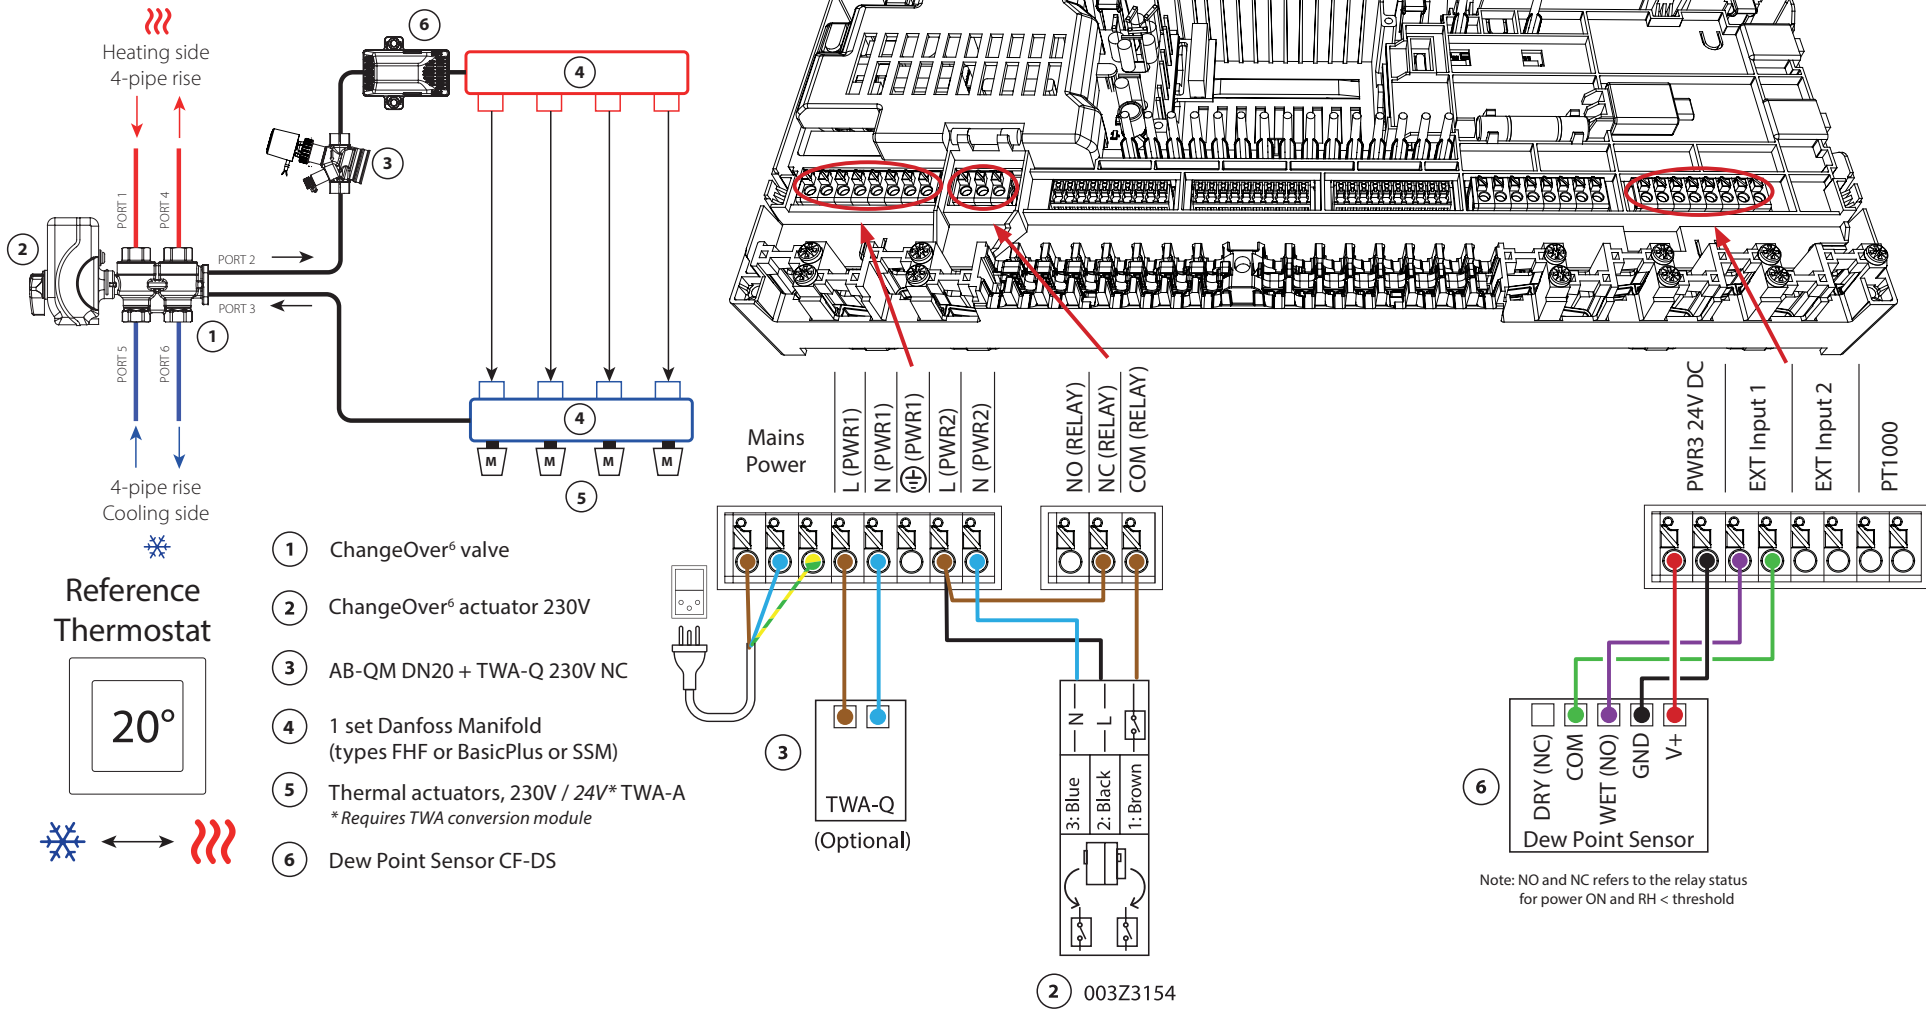 Heating side
4-pipe rise
PORT 1
PORT 4
6
4
3
2
PORT 2
PORT 3
1
PORT 5
PORT 6
4
M
M
M
M
5
4-pipe rise
Cooling side
Reference
Thermostat
20°
1 ChangeOver⁶ valve
2 ChangeOver⁶ actuator 230V
3 AB-QM DN20 + TWA-Q 230V NC
4 1 set Danfoss Manifold
(types FHF or BasicPlus or SSM)
5 Thermal actuators, 230V / 24V* TWA-A
* Requires TWA conversion module
6 Dew Point Sensor CF-DS
Mains
Power
L (PWR1)
N (PWR1)
(PWR1)
L (PWR2)
N (PWR2)
NO (RELAY)
NC (RELAY)
COM (RELAY)
PWR3 24V DC
EXT Input 1
EXT Input 2
PT1000
3
TWA-Q
(Optional)
N
L
3: Blue
2: Black
1: Brown
2 003Z3154
6
DRY (NC)
COM
WET (NO)
GND
V+
Dew Point Sensor
Note: NO and NC refers to the relay status
for power ON and RH < threshold